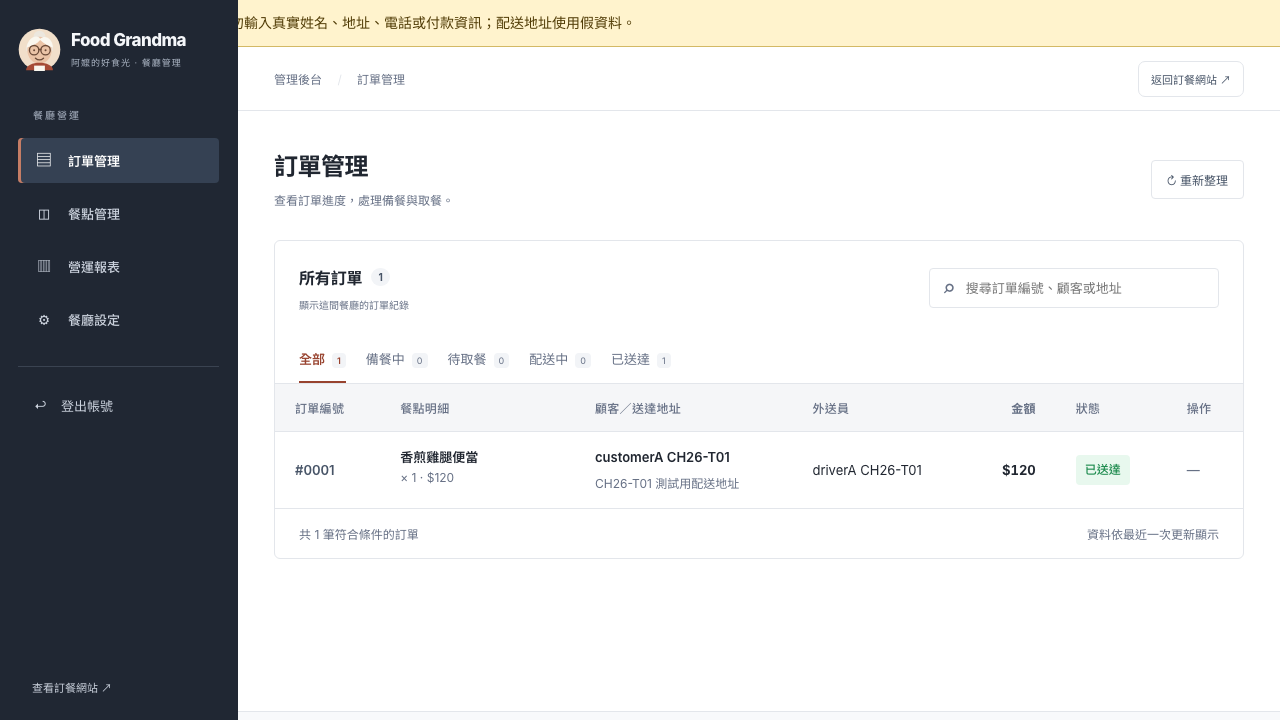 輸入真實姓名、地址、電話或付款資訊；配送地址使用假資料。
Food Grandma
阿嬤的好食光 · 餐廳管理
餐廳營運
訂單管理
餐點管理
營運報表
餐廳設定
登出帳號
查看訂餐網站 ↗
管理後台 / 訂單管理
返回訂餐網站 ↗
訂單管理
查看訂單進度，處理備餐與取餐。
↻ 重新整理
所有訂單 1
顯示這間餐廳的訂單紀錄
搜尋訂單編號、顧客或地址
全部 1 備餐中 0 待取餐 0 配送中 0 已送達 1
訂單編號 餐點明細 顧客／送達地址 外送員 金額 狀態 操作
#0001 香煎雞腿便當 customerA CH26-T01 driverA CH26-T01 $120 已送達 —
× 1 · $120 CH26-T01 測試用配送地址
共 1 筆符合條件的訂單
資料依最近一次更新顯示